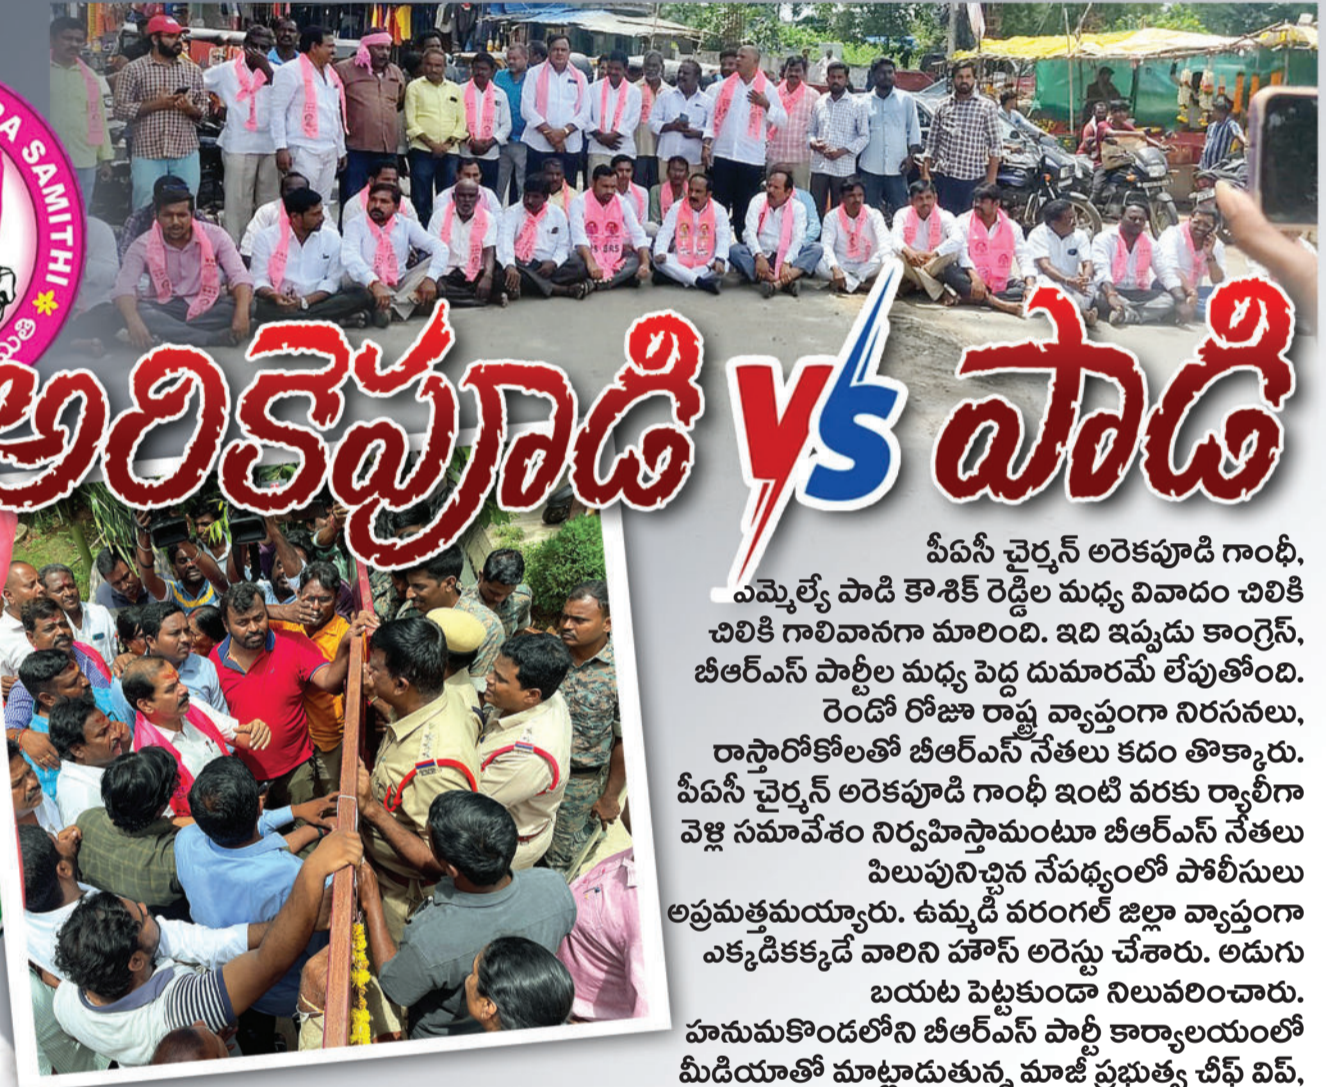 RA SAMITHI
అరికెపూడి vs పాడి
పీఏసీ చైర్మన్ అరెకపూడి గాంధీ,
ఎమ్మెల్యే పాడి కౌశిక్ రెడ్డిల మధ్య వివాదం చిలికి
చిలికి గాలివానగా మారింది. ఇది ఇప్పుడు కాంగ్రెస్,
బీఆర్ఎస్ పార్టీల మధ్య పెద్ద దుమారమే లేపుతోంది.
రెండో రోజూ రాష్ట్ర వ్యాప్తంగా నిరసనలు,
రాస్తారోకోలతో బీఆర్ఎస్ నేతలు కదం తొక్కారు.
పీఏసీ చైర్మన్ అరెకపూడి గాంధీ ఇంటి వరకు ర్యాలీగా
వెళ్లి సమావేశం నిర్వహిస్తామంటూ బీఆర్ఎస్ నేతలు
పిలుపునిచ్చిన నేపథ్యంలో పోలీసులు
అప్రమత్తమయ్యారు. ఉమ్మడి వరంగల్ జిల్లా వ్యాప్తంగా
ఎక్కడికక్కడే వారిని హౌస్ అరెస్టు చేశారు. అడుగు
బయట పెట్టకుండా నిలువరించారు.
హనుమకొండలోని బీఆర్ఎస్ పార్టీ కార్యాలయంలో
మీడియాతో మాట్లాడుతున్న మాజీ ప్రభుత్వ చీఫ్ విప్,